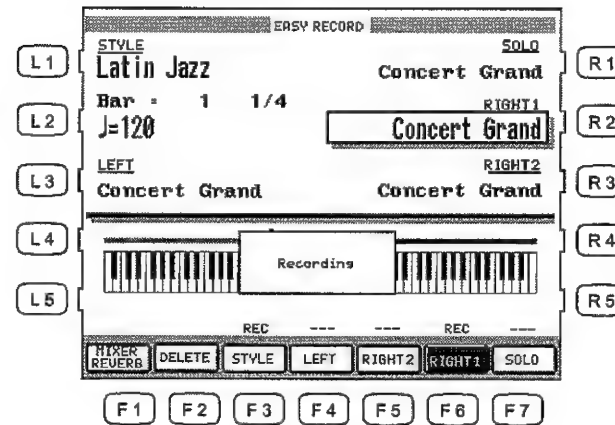 EASY RECORD
STYLE SOLO
L1 Latin Jazz Concert Grand R1
Bar : 1 1/4 RIGHT1
L2 ♩=120 Concert Grand R2
LEFT RIGHT2
L3 Concert Grand Concert Grand R3
L4 R4
Recording
L5 R5
REC --- --- REC ---
MIXER REVERB DELETE STYLE LEFT RIGHT2 RIGHT1 SOLO
F1 F2 F3 F4 F5 F6 F7